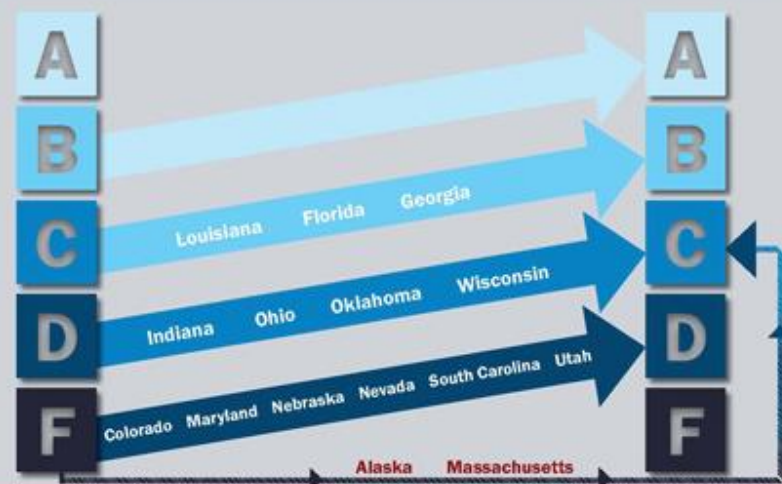 A A
B B
Louisiana Florida Georgia
C C
Indiana Ohio Oklahoma Wisconsin
D D
Colorado Maryland Nebraska Nevada South Carolina Utah
F F
Alaska Massachusetts